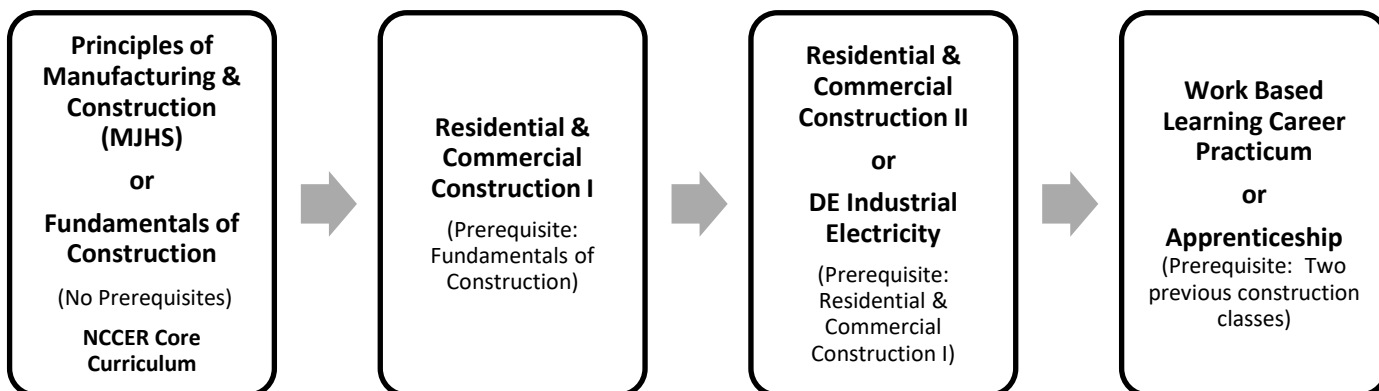 Principles of
Manufacturing &
Construction
(MJHS)
or
Fundamentals of
Construction
(No Prerequisites)
NCCER Core
Curriculum
Residential &
Commercial
Construction I
(Prerequisite:
Fundamentals of
Construction)
Residential &
Commercial
Construction II
or
DE Industrial
Electricity
(Prerequisite:
Residential &
Commercial
Construction I)
Work Based
Learning Career
Practicum
or
Apprenticeship
(Prerequisite:  Two
previous construction
classes)